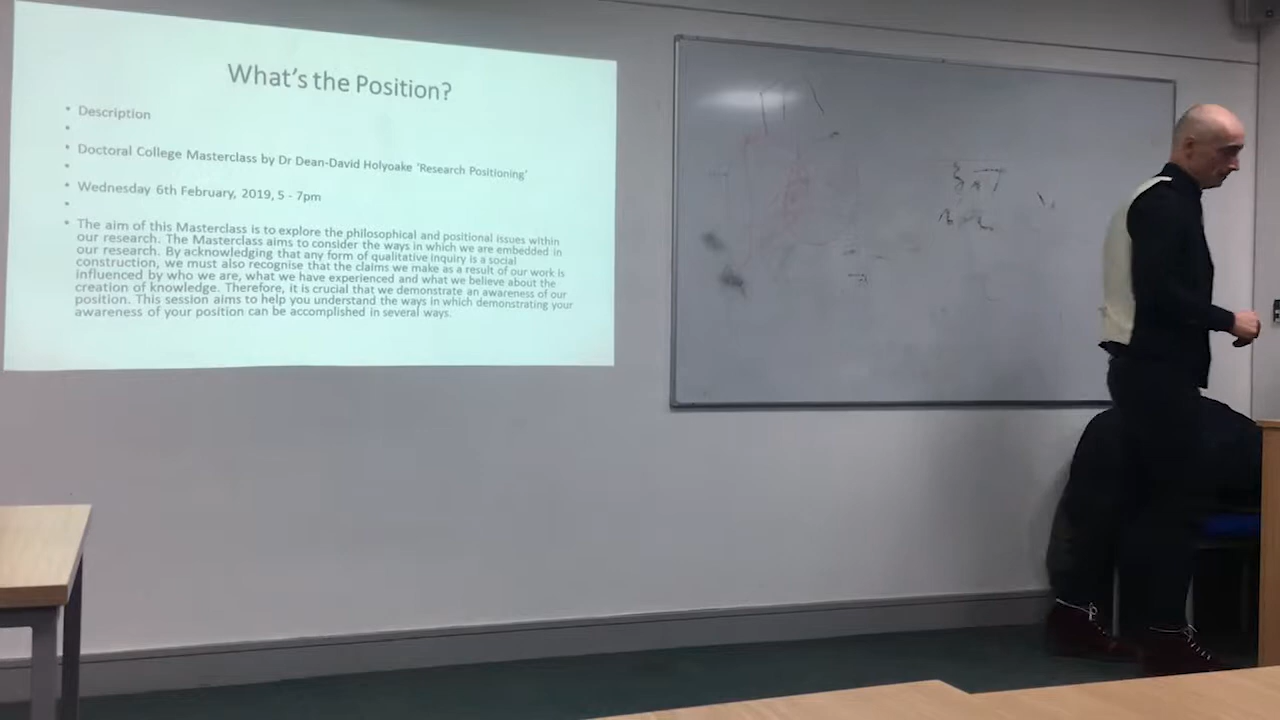 What's the Position?
• Description
•
• Doctoral College Masterclass by Dr Dean-David Holyoake 'Research Positioning'
•
• Wednesday 6th February, 2019, 5 - 7pm
•
• The aim of this Masterclass is to explore the philosophical and positional issues within
our research. The Masterclass aims to consider the ways in which we are embedded in
our research. By acknowledging that any form of qualitative inquiry is a social
construction, we must also recognise that the claims we make as a result of our work is
influenced by who we are, what we have experienced and what we believe about the
creation of knowledge. Therefore, it is crucial that we demonstrate an awareness of our
position. This session aims to help you understand the ways in which demonstrating your
awareness of your position can be accomplished in several ways.